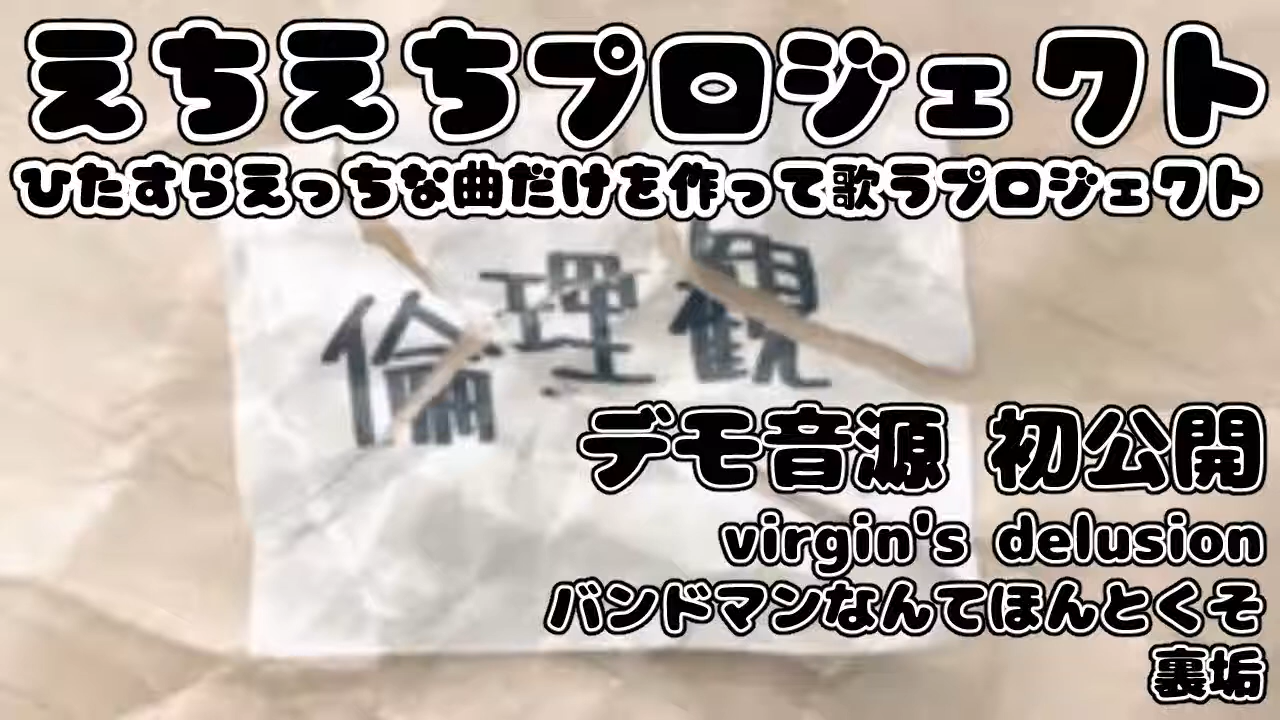 えちえちプロジェクト
ひたすらえっちな曲だけを作って歌うプロジェクト
倫理観
デモ音源 初公開
virgin's delusion
バンドマンなんてほんとくそ
裏垢